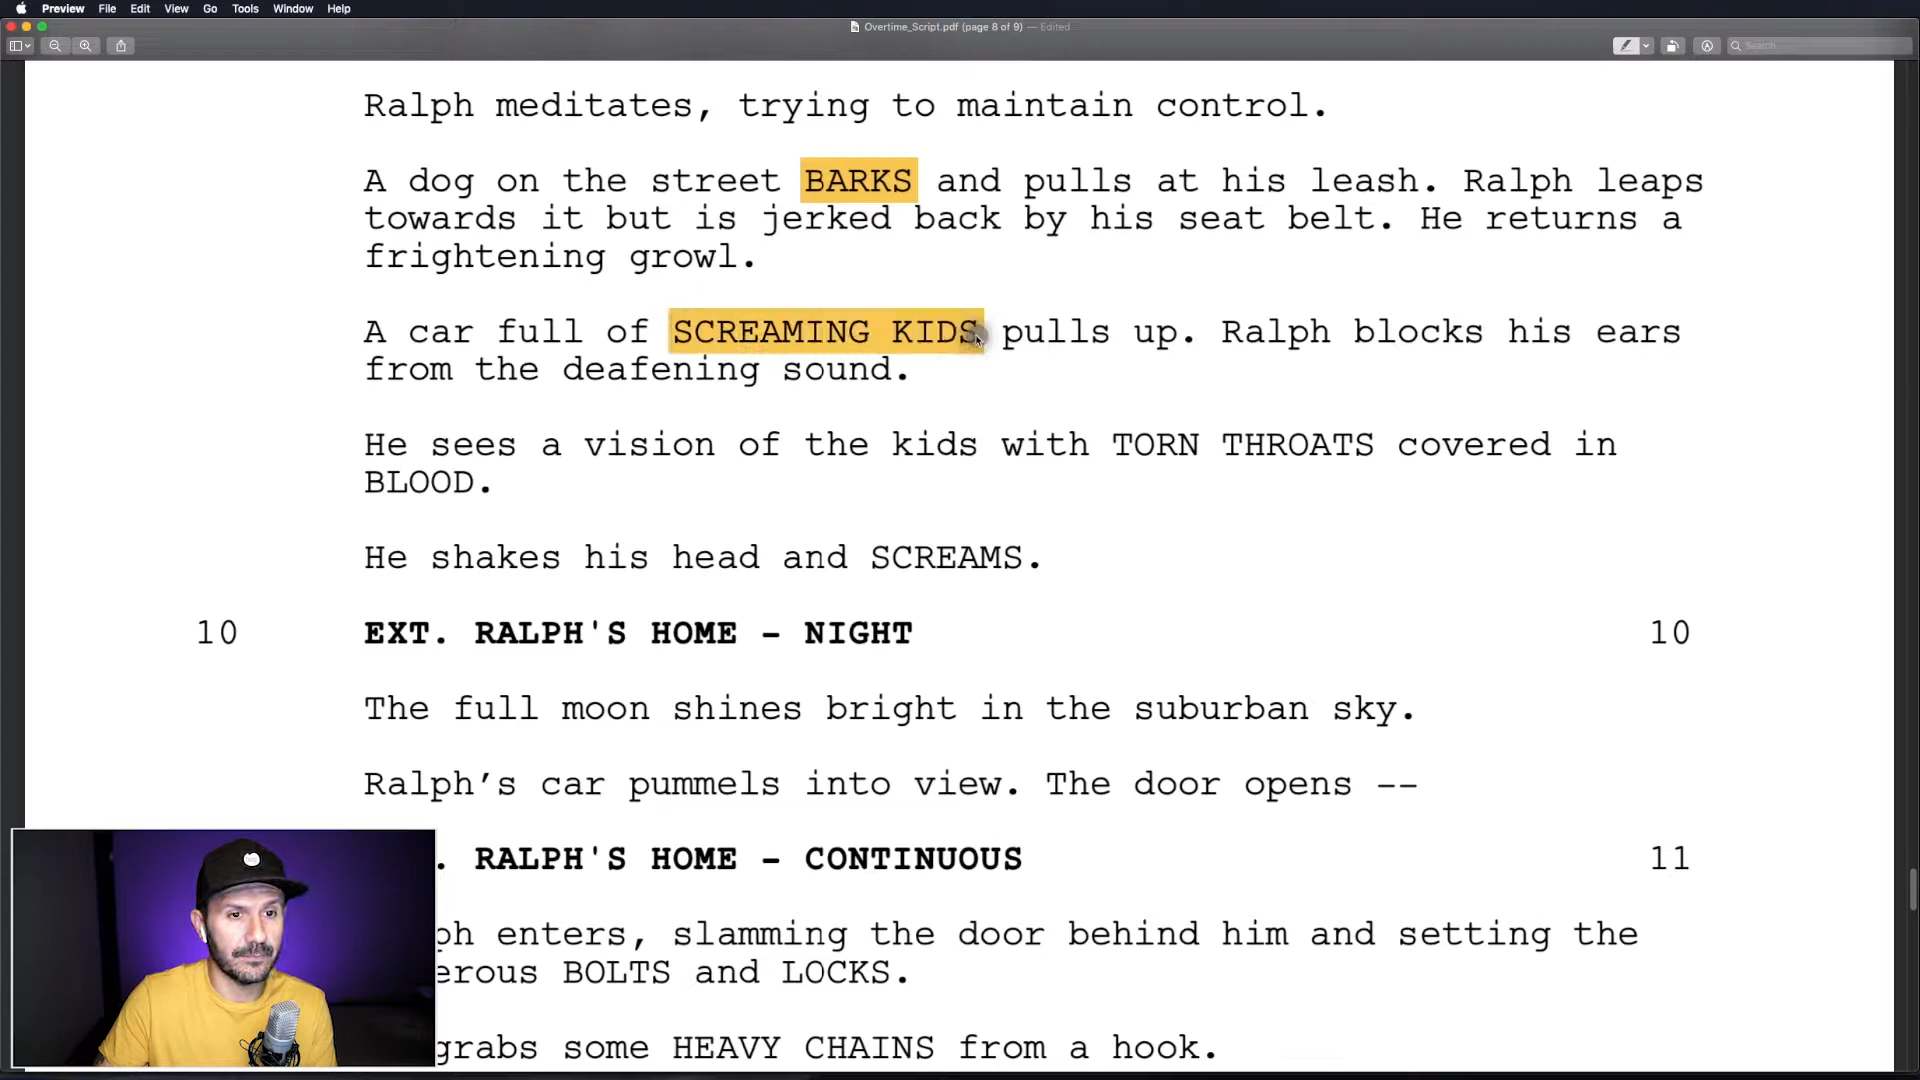 Preview File Edit View Go Tools Window Help
Overtime_Script.pdf (page 8 of 9) — Edited
Search
Ralph meditates, trying to maintain control.
A dog on the street BARKS and pulls at his leash. Ralph leaps
towards it but is jerked back by his seat belt. He returns a
frightening growl.
A car full of SCREAMING KIDS pulls up. Ralph blocks his ears
from the deafening sound.
He sees a vision of the kids with TORN THROATS covered in
BLOOD.
He shakes his head and SCREAMS.
10 EXT. RALPH'S HOME - NIGHT 10
The full moon shines bright in the suburban sky.
Ralph’s car pummels into view. The door opens --
. RALPH'S HOME - CONTINUOUS 11
ph enters, slamming the door behind him and setting the
erous BOLTS and LOCKS.
grabs some HEAVY CHAINS from a hook.